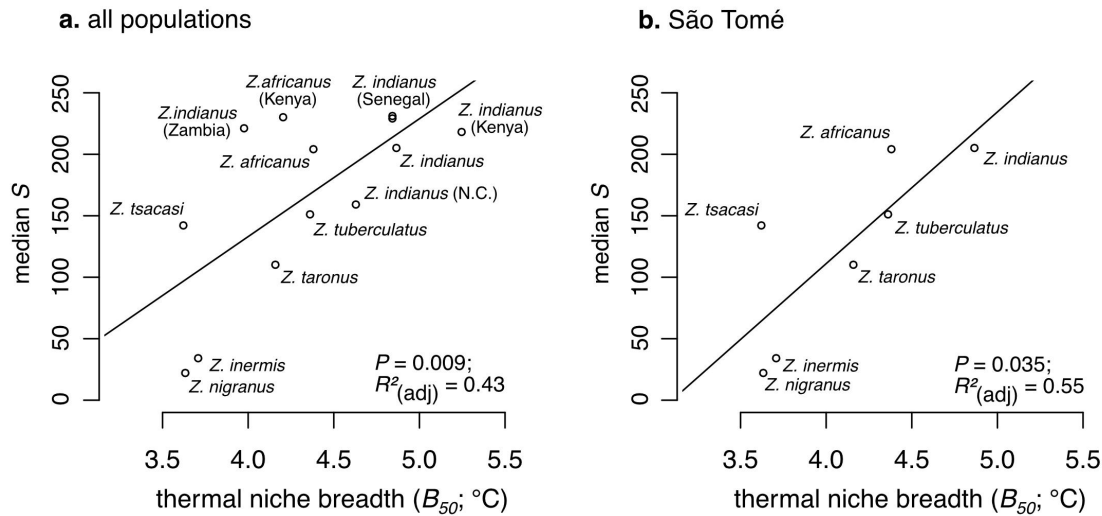 a. all populations
median S
250
200
150
100
50
0
Z.africanus
(Kenya)
Z. indianus
(Senegal)
Z.indianus
(Zambia)
Z. indianus
(Kenya)
Z. africanus
Z. indianus
Z. indianus (N.C.)
Z. tsacasi
Z. tuberculatus
Z. taronus
Z. inermis
Z. nigranus
P = 0.009;
R²(adj) = 0.43
3.5 4.0 4.5 5.0 5.5
thermal niche breadth (B50; °C)
b. São Tomé
median S
250
200
150
100
50
0
Z. africanus
Z. indianus
Z. tsacasi
Z. tuberculatus
Z. taronus
Z. inermis
Z. nigranus
P = 0.035;
R²(adj) = 0.55
3.5 4.0 4.5 5.0 5.5
thermal niche breadth (B50; °C)